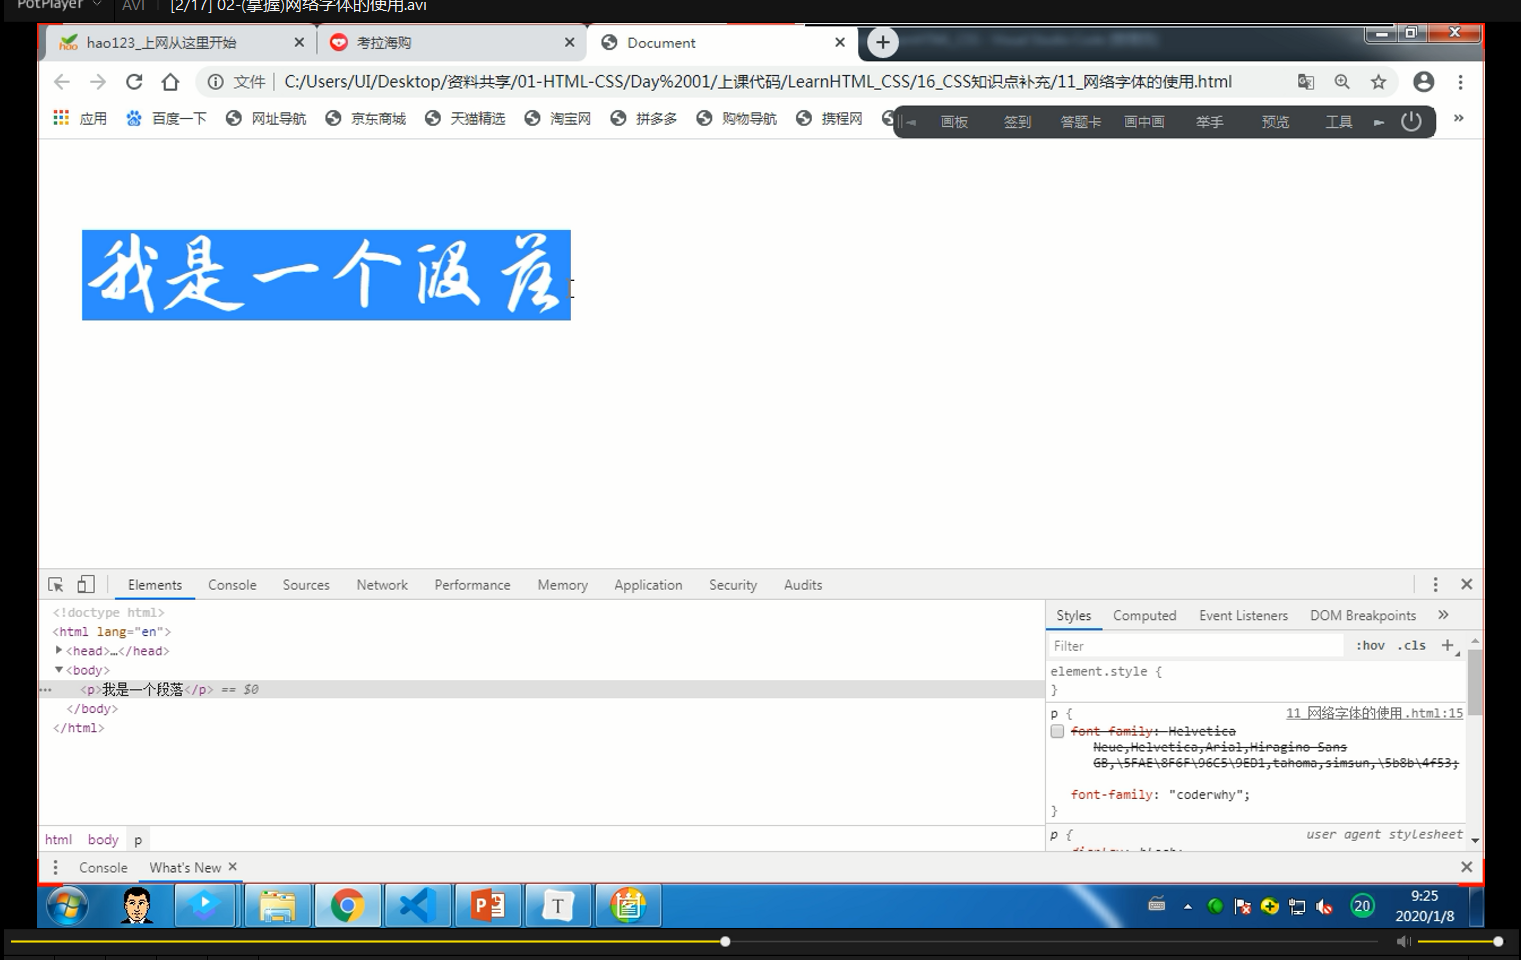 PotPlayer AVI [2/17] 02-(掌握)网络字体的使用.avi
hao123_上网从这里开始 考拉海购 Document
文件 C:/Users/UI/Desktop/资料共享/01-HTML-CSS/Day%2001/上课代码/LearnHTML_CSS/16_CSS知识点补充/11_网络字体的使用.html
应用 百度一下 网址导航 京东商城 天猫精选 淘宝网 拼多多 购物导航 携程网 画板 签到 答题卡 画中画 举手 预览 工具 »
我是一个段落
Elements Console Sources Network Performance Memory Application Security Audits
<!doctype html>
<html lang="en">
<head>…</head>
<body>
<p>我是一个段落</p> == $0
</body>
</html>
html body p
Styles Computed Event Listeners DOM Breakpoints »
Filter :hov .cls +
element.style {
}
p { 11_网络字体的使用.html:15
font-family: Helvetica
Neue,Helvetica,Arial,Hiragino Sans
GB,\5FAE\8F6F\96C5\9ED1,tahoma,simsun,\5b8b\4f53;
font-family: "coderwhy";
}
p { user agent stylesheet
Console What's New
T 20 9:25
2020/1/8